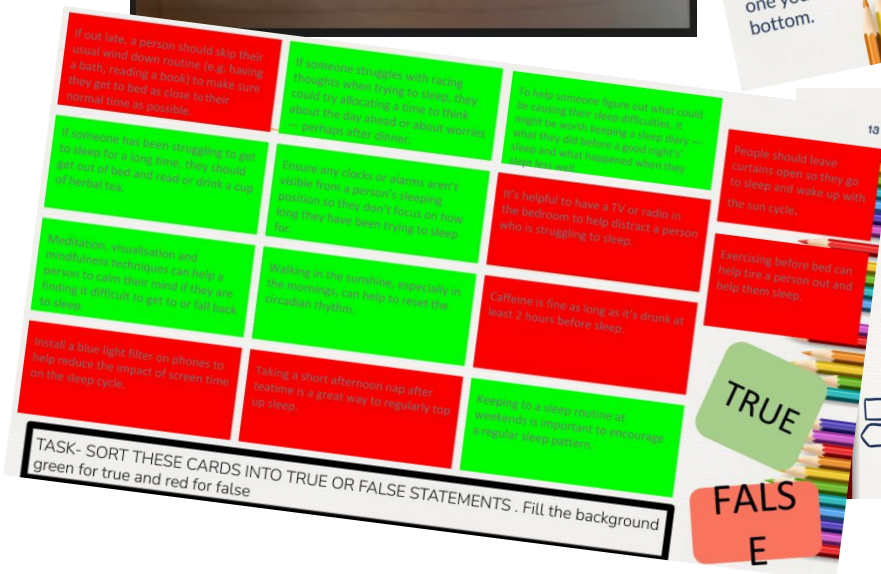 one you
bottom.
13
If out late, a person should skip their
usual wind down routine (e.g. having
a bath, reading a book) to make sure
they get to bed as close to their
normal time as possible.
If someone struggles with racing
thoughts when trying to sleep, they
could try allocating a time to think
about the day ahead or about worries
— perhaps after dinner.
To help someone figure out what could
be causing their sleep difficulties, it
might be worth keeping a sleep diary —
what they did before a good night's'
sleep and what happened when they
slept less well.
People should leave
curtains open so they go
to sleep and wake up with
the sun cycle.
If someone has been struggling to get
to sleep for a long time, they should
get out of bed and read or drink a cup
of herbal tea.
Ensure any clocks or alarms aren't
visible from a person's sleeping
position so they don't focus on how
long they have been trying to sleep
for.
It's helpful to have a TV or radio in
the bedroom to help distract a person
who is struggling to sleep.
Exercising before bed can
help tire a person out and
help them sleep.
Meditation, visualisation and
mindfulness techniques can help a
person to calm their mind if they are
finding it difficult to get to or fall back
to sleep.
Walking in the sunshine, especially in
the mornings, can help to reset the
circadian rhythm.
Caffeine is fine as long as it's drunk at
least 2 hours before sleep.
Install a blue light filter on phones to
help reduce the impact of screen time
on the sleep cycle.
Taking a short afternoon nap after
teatime is a great way to regularly top
up sleep.
Keeping to a sleep routine at
weekends is important to encourage
a regular sleep pattern.
TRUE
FALS
E
TASK- SORT THESE CARDS INTO TRUE OR FALSE STATEMENTS . Fill the background
green for true and red for false